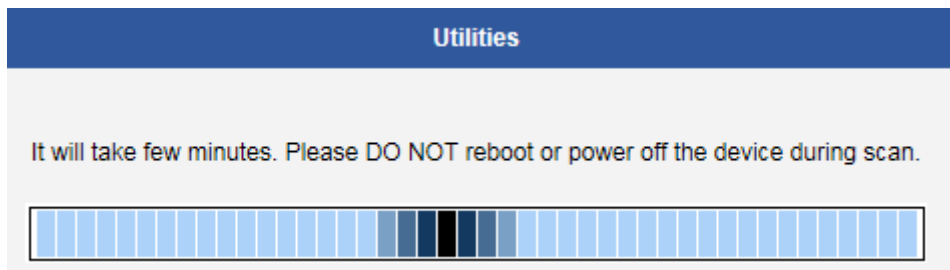 Utilities
It will take few minutes. Please DO NOT reboot or power off the device during scan.